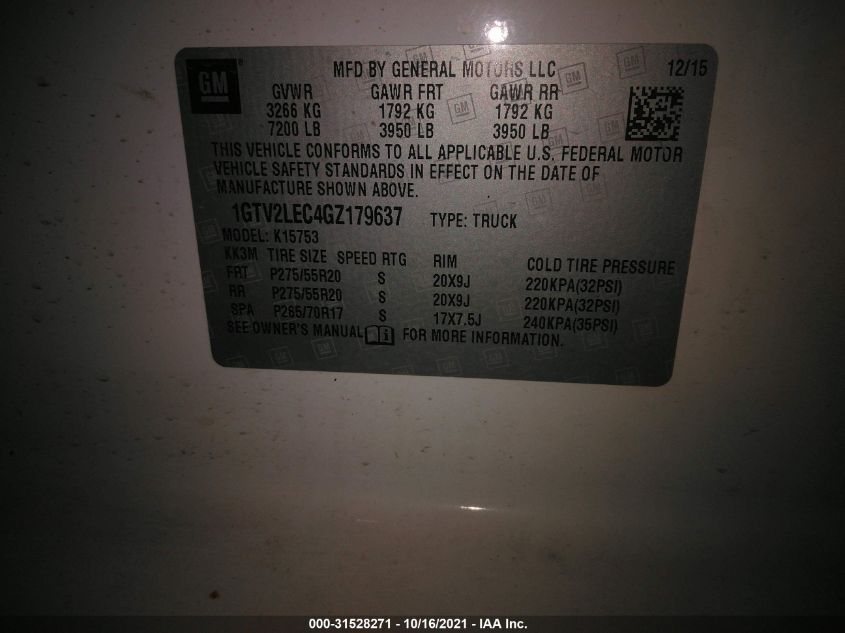 GM
MFD BY GENERAL MOTORS LLC 12/15
GVWR GAWR FRT GAWR RR
3266 KG 1792 KG 1792 KG
7200 LB 3950 LB 3950 LB
THIS VEHICLE CONFORMS TO ALL APPLICABLE U.S. FEDERAL MOTOR
VEHICLE SAFETY STANDARDS IN EFFECT ON THE DATE OF
MANUFACTURE SHOWN ABOVE.
1GTV2LEC4GZ179637 TYPE: TRUCK
MODEL: K15753
KK3M TIRE SIZE SPEED RTG RIM COLD TIRE PRESSURE
FRT P275/55R20 S 20X9J 220KPA(32PSI)
RR P275/55R20 S 20X9J 220KPA(32PSI)
SPA P265/70R17 S 17X7.5J 240KPA(35PSI)
SEE OWNER'S MANUAL FOR MORE INFORMATION.
000-31528271 - 10/16/2021 - IAA Inc.